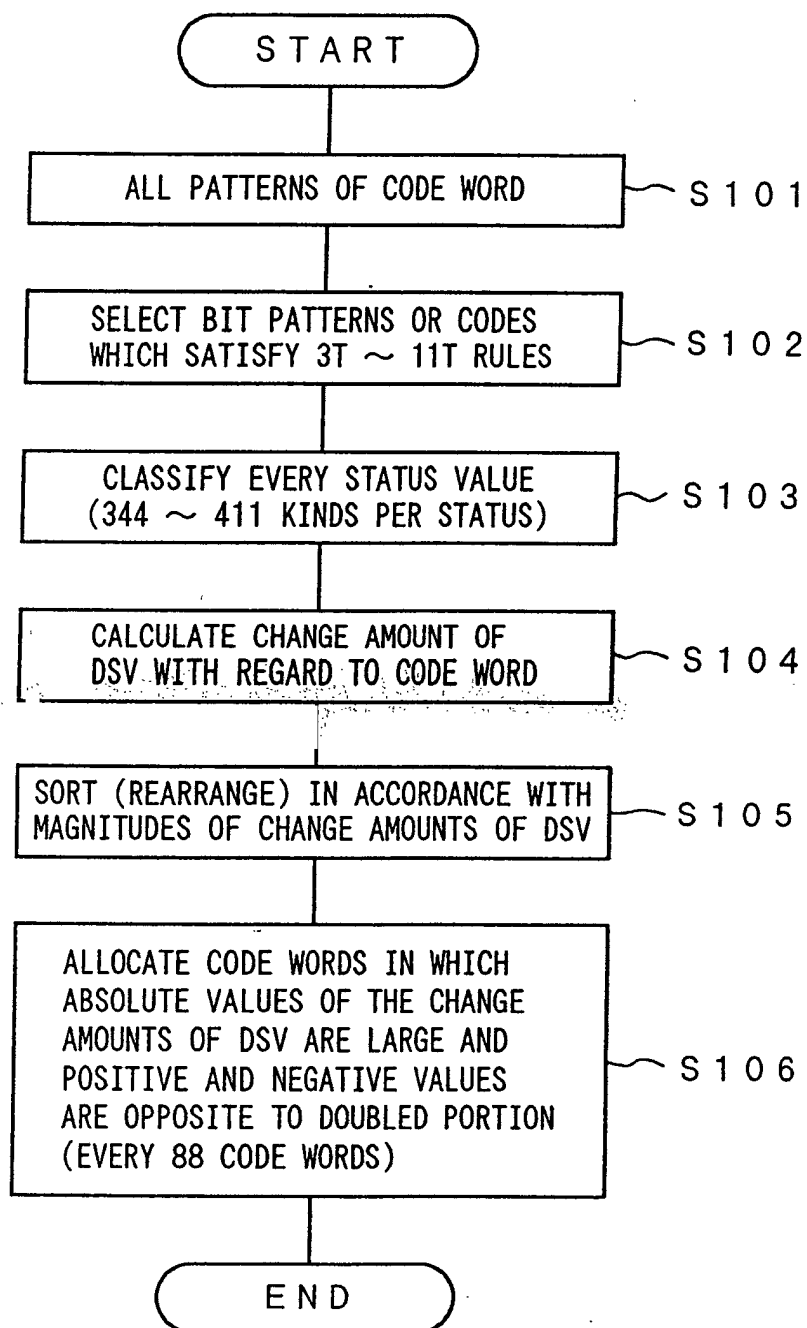 START
ALL PATTERNS OF CODE WORD
S101
SELECT BIT PATTERNS OR CODES
WHICH SATISFY 3T ~ 11T RULES
S102
CLASSIFY EVERY STATUS VALUE
(344 ~ 411 KINDS PER STATUS)
S103
CALCULATE CHANGE AMOUNT OF
DSV WITH REGARD TO CODE WORD
S104
SORT (REARRANGE) IN ACCORDANCE WITH
MAGNITUDES OF CHANGE AMOUNTS OF DSV
S105
ALLOCATE CODE WORDS IN WHICH
ABSOLUTE VALUES OF THE CHANGE
AMOUNTS OF DSV ARE LARGE AND
POSITIVE AND NEGATIVE VALUES
ARE OPPOSITE TO DOUBLED PORTION
(EVERY 88 CODE WORDS)
S106
END